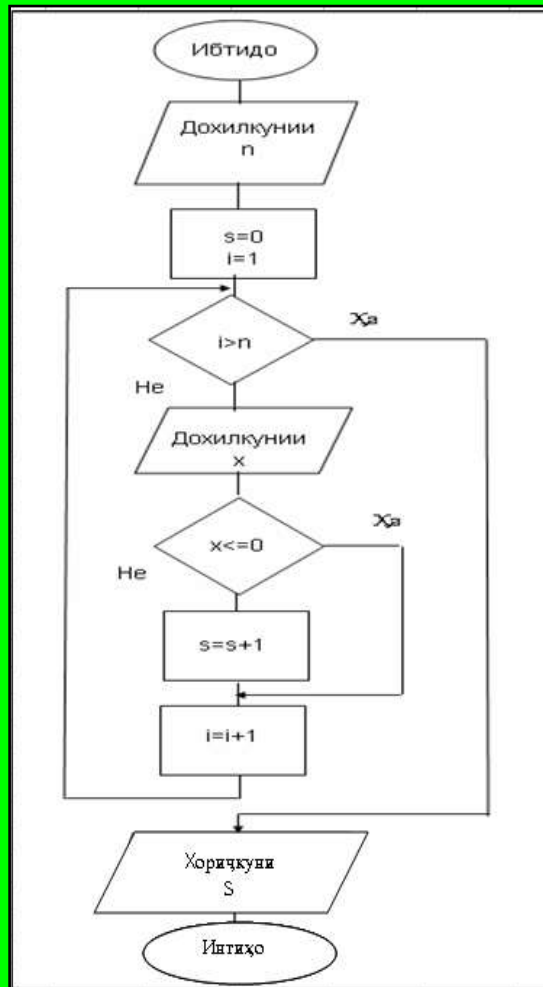 Ибтидо
Дохилкунии
n
s=0
i=1
i>n
Ҳа
Не
Дохилкунии
x
x<=0
Ҳа
Не
s=s+1
i=i+1
Хориҷкуни
S
Интиҳо